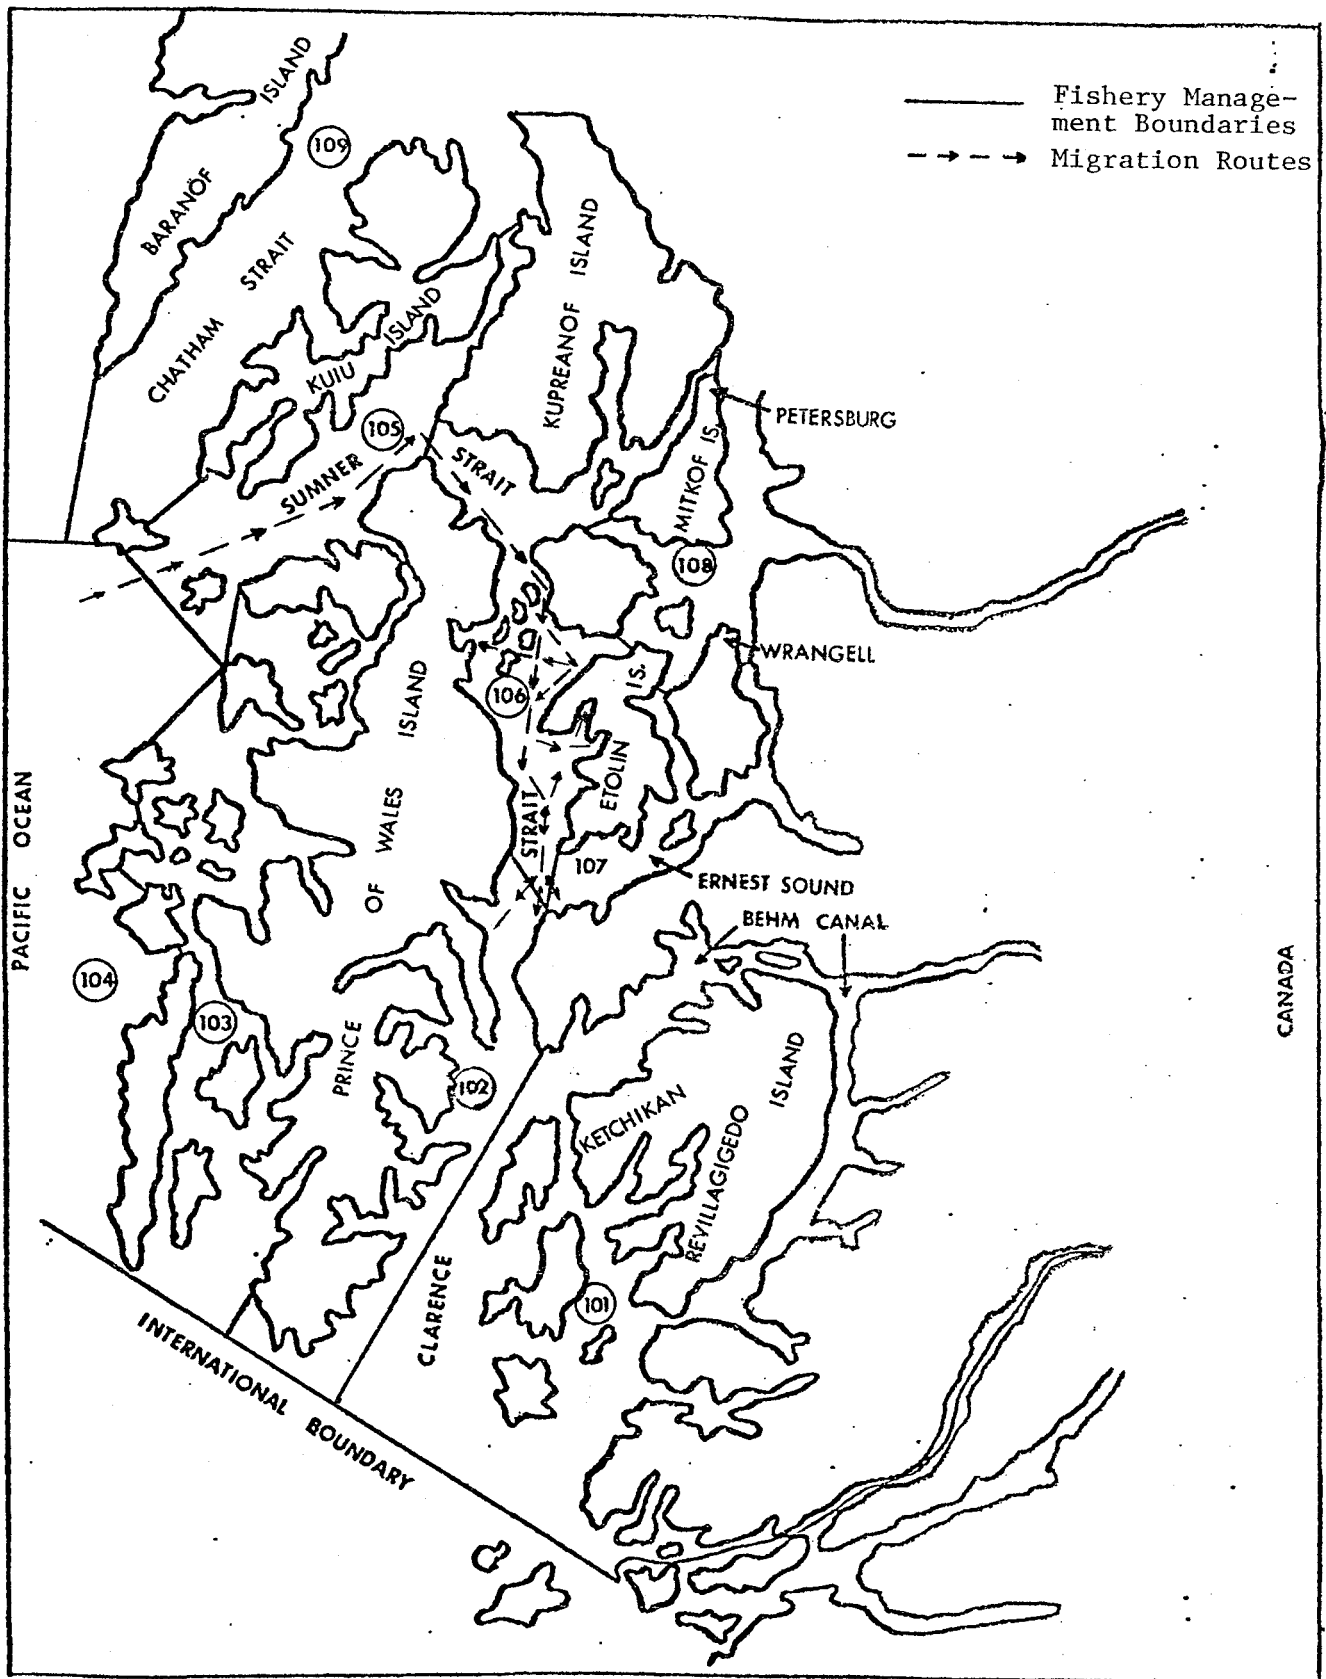 Fishery Manage-
ment Boundaries
Migration Routes
ISLAND
BARANOF
109
STRAIT
CHATHAM
ISLAND
KUIU
ISLAND
KUPREANOF
PETERSBURG
105
SUMNER
STRAIT
MITKOF IS.
108
WRANGELL
106
IS.
ETOLIN
ISLAND
OF WALES
PRINCE
STRAIT
107
ERNEST SOUND
BEHM CANAL
PACIFIC OCEAN
104
103
102
CANADA
KETCHIKAN
ISLAND
REVILLAGIGEDO
CLARENCE
101
INTERNATIONAL BOUNDARY